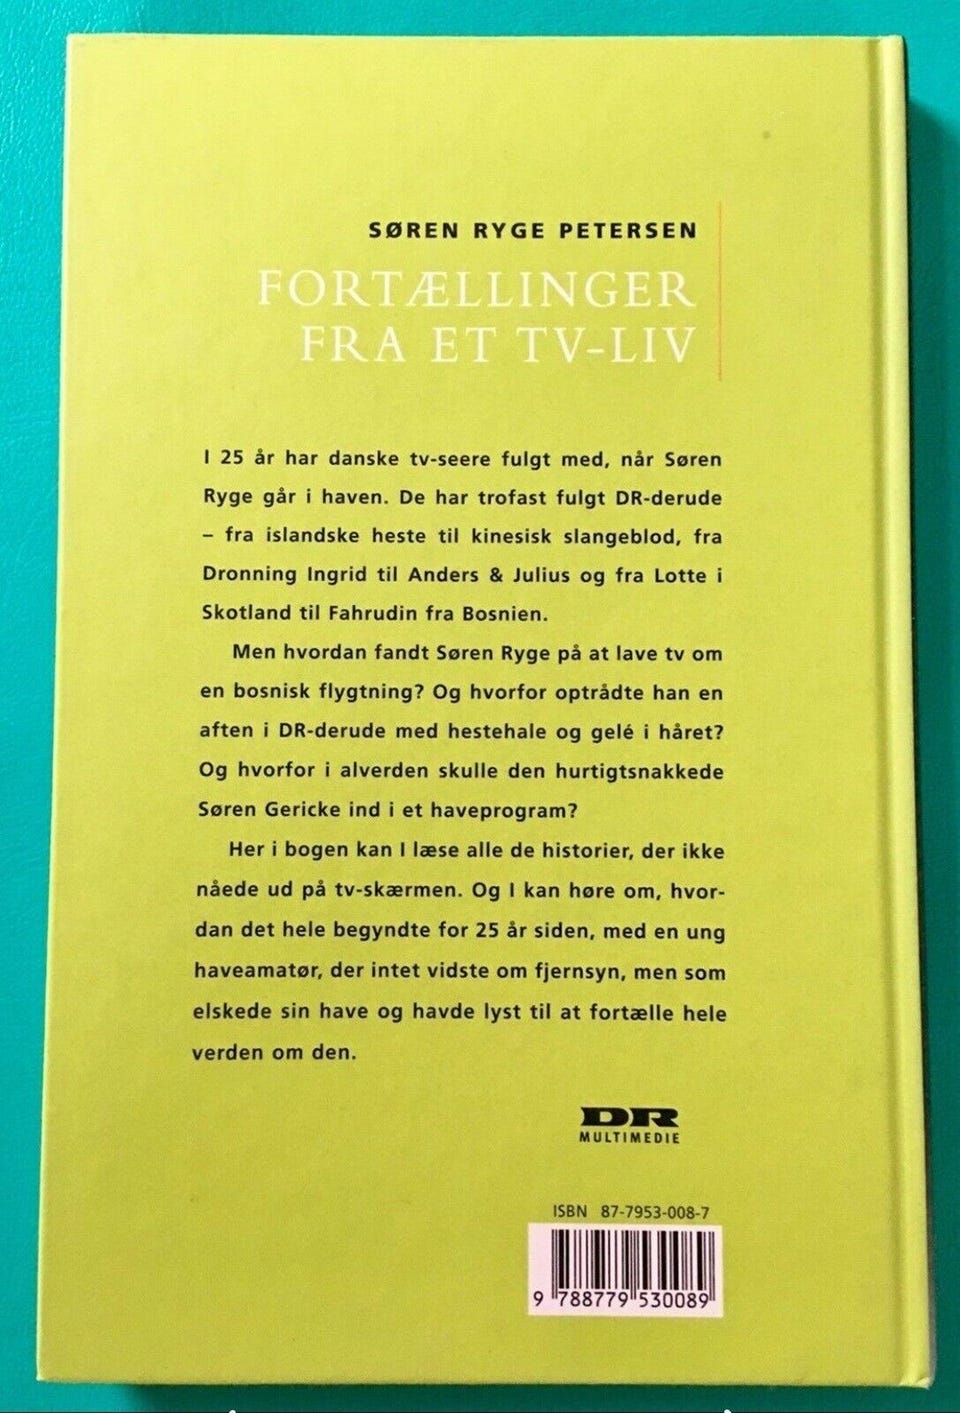 SØREN RYGE PETERSEN
FORTÆLLINGER
FRA ET TV-LIV
I 25 år har danske tv-seere fulgt med, når Søren
Ryge går i haven. De har trofast fulgt DR-derude
– fra islandske heste til kinesisk slangeblod, fra
Dronning Ingrid til Anders & Julius og fra Lotte i
Skotland til Fahrudin fra Bosnien.
Men hvordan fandt Søren Ryge på at lave tv om
en bosnisk flygtning? Og hvorfor optrådte han en
aften i DR-derude med hestehale og gelé i håret?
Og hvorfor i alverden skulle den hurtigtsnakkede
Søren Gericke ind i et haveprogram?
Her i bogen kan I læse alle de historier, der ikke
nåede ud på tv-skærmen. Og I kan høre om, hvor-
dan det hele begyndte for 25 år siden, med en ung
haveamatør, der intet vidste om fjernsyn, men som
elskede sin have og havde lyst til at fortælle hele
verden om den.
DR
MULTIMEDIE
ISBN 87-7953-008-7
9 788779 530089